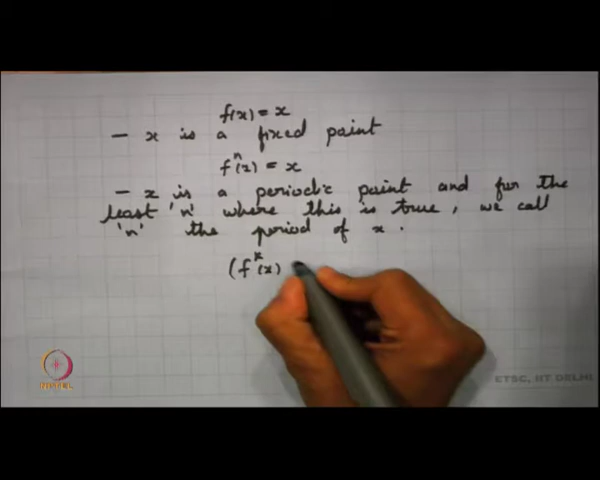 f(x) = x
– x is a fixed point
fⁿ(x) = x
– x is a periodic point and for the
least 'n' where this is true, we call
'n' the period of x.
(fᵏ(x)
NPTEL
ETSC, IIT DELHI